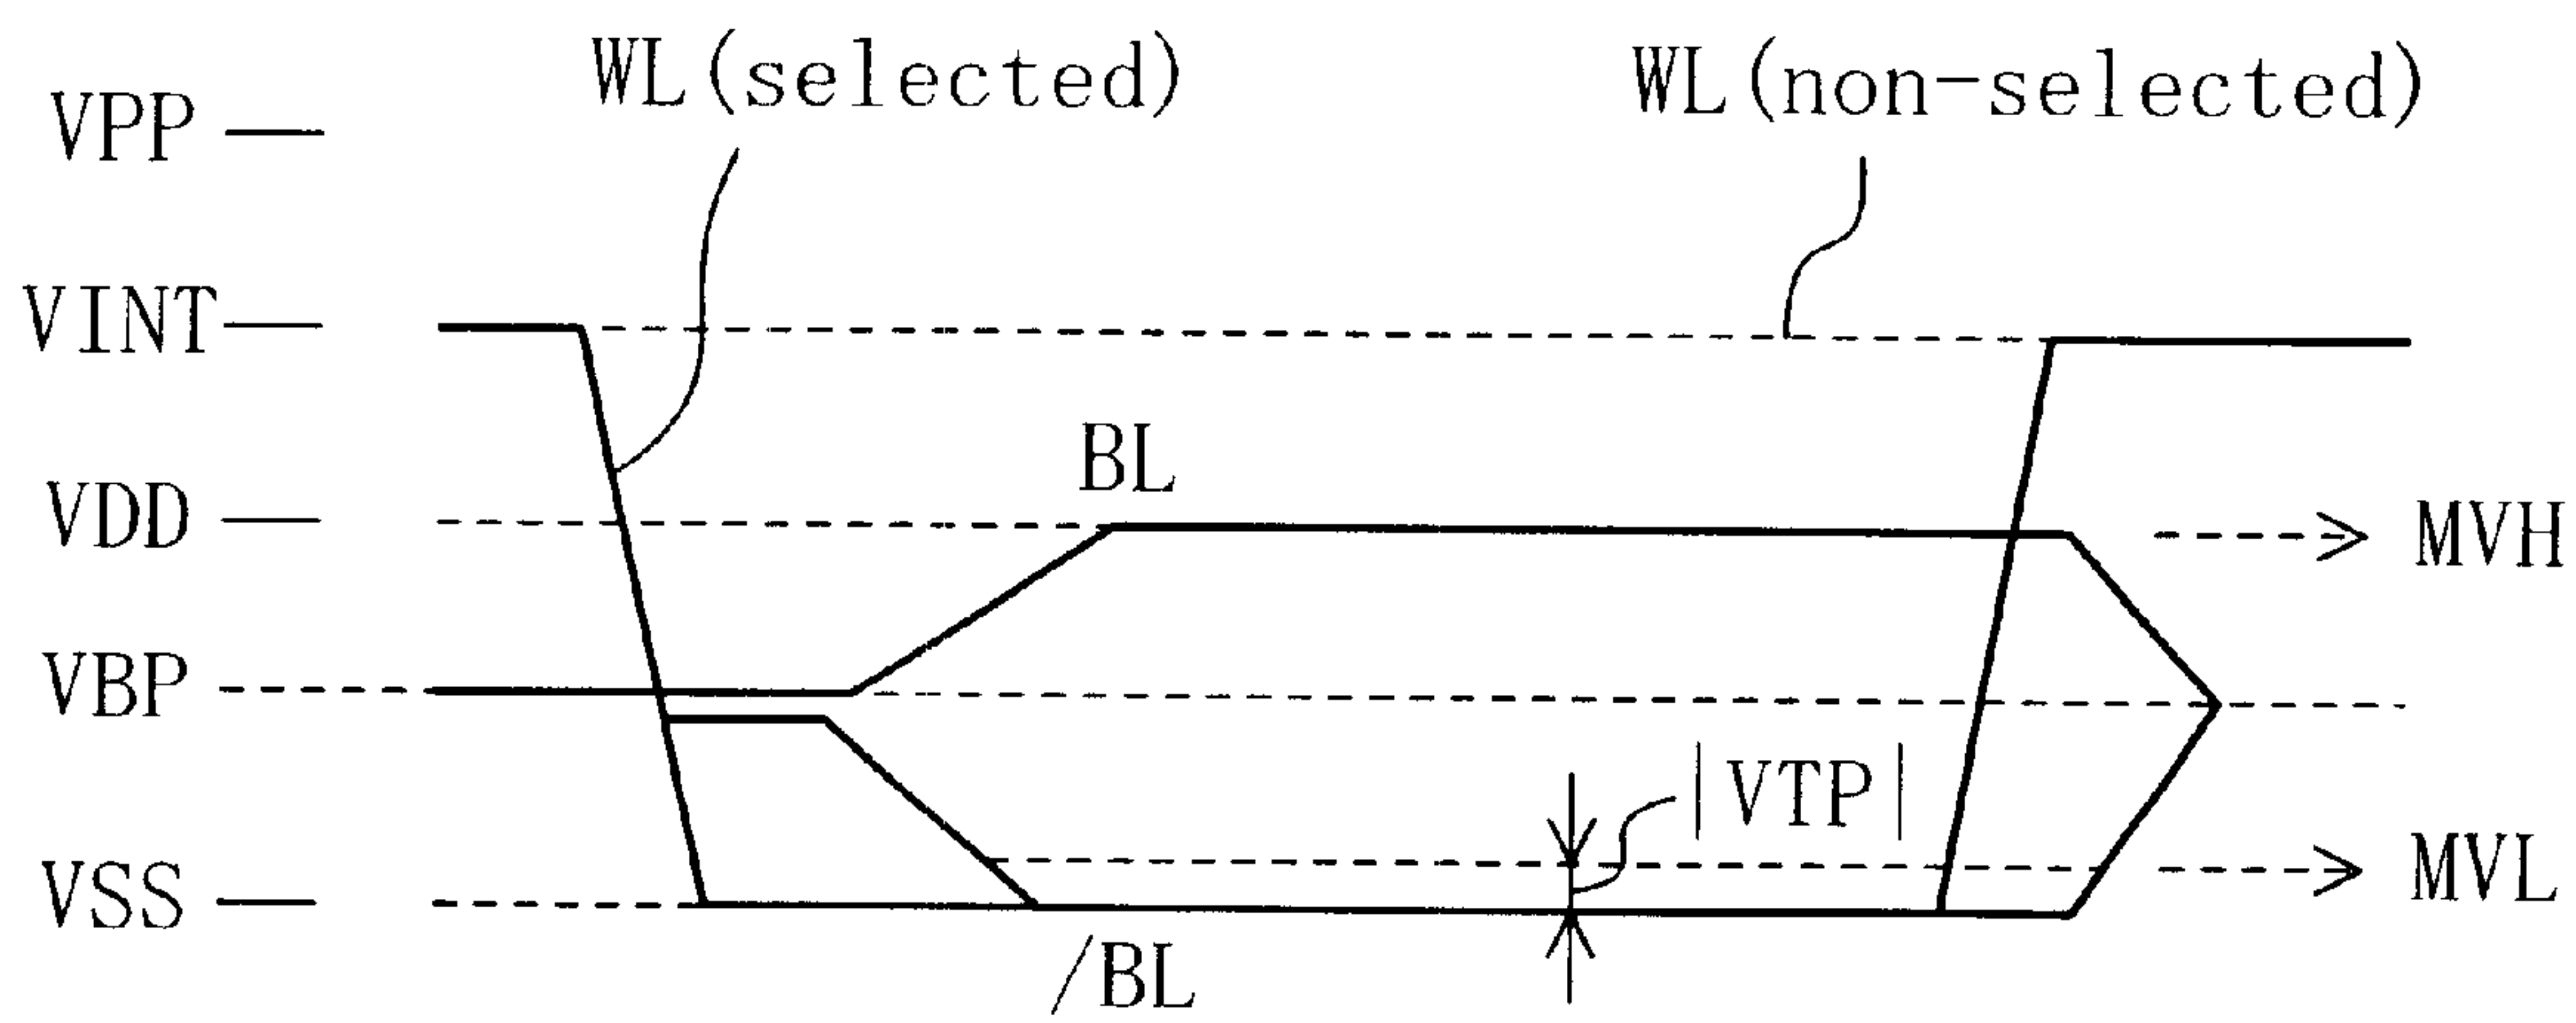 WL(selected)
WL(non-selected)
VPP
VINT
BL
VDD
MVH
VBP
|VTP|
VSS
MVL
/BL